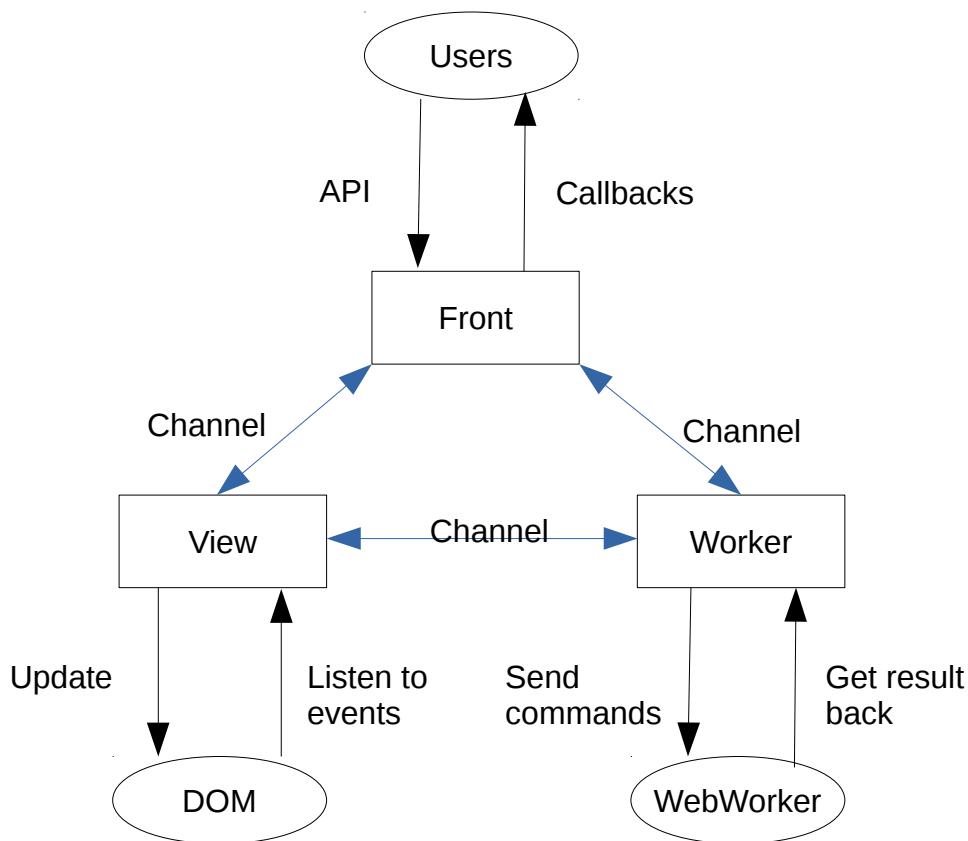 Users
API
Callbacks
Front
Channel
Channel
View
Channel
Worker
Update
Listen to
events
Send
commands
Get result
back
DOM
WebWorker